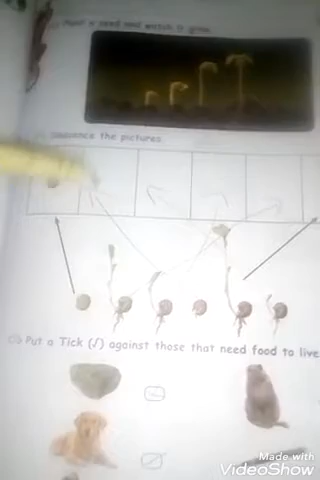 a seed and watch it grow.
Sequence the pictures.
Put a Tick (√) against those that need food to live
Made with
VideoShow